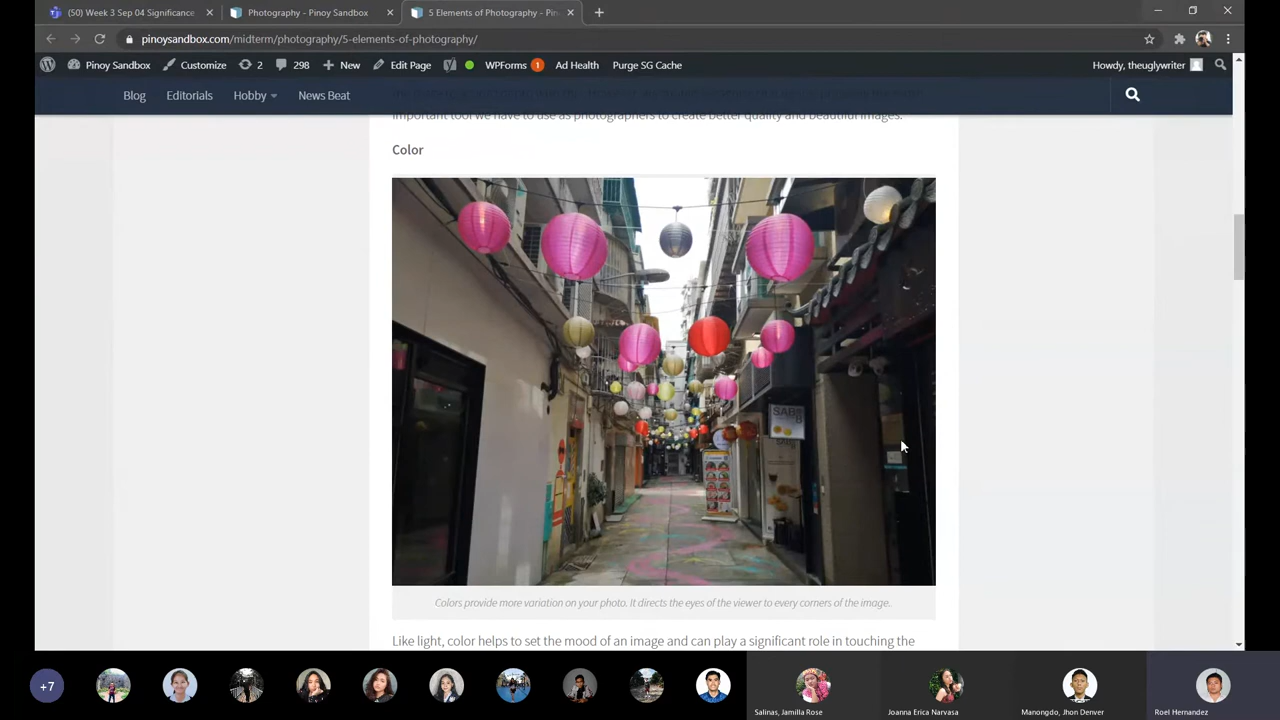 (50) Week 3 Sep 04 Significance
Photography - Pinoy Sandbox
5 Elements of Photography - Pin
pinoysandbox.com/midterm/photography/5-elements-of-photography/
Pinoy Sandbox
Customize
2
298
New
Edit Page
WPForms
1
Ad Health
Purge SG Cache
Howdy, theuglywriter
Blog
Editorials
Hobby
News Beat
important tool we have to use as photographers to create better quality and beautiful images.
Color
SABS
Colors provide more variation on your photo. It directs the eyes of the viewer to every corners of the image..
Like light, color helps to set the mood of an image and can play a significant role in touching the
+7
Salinas, Jamilla Rose
Joanna Erica Narvasa
Manongdo, Jhon Denver
Roel Hernandez